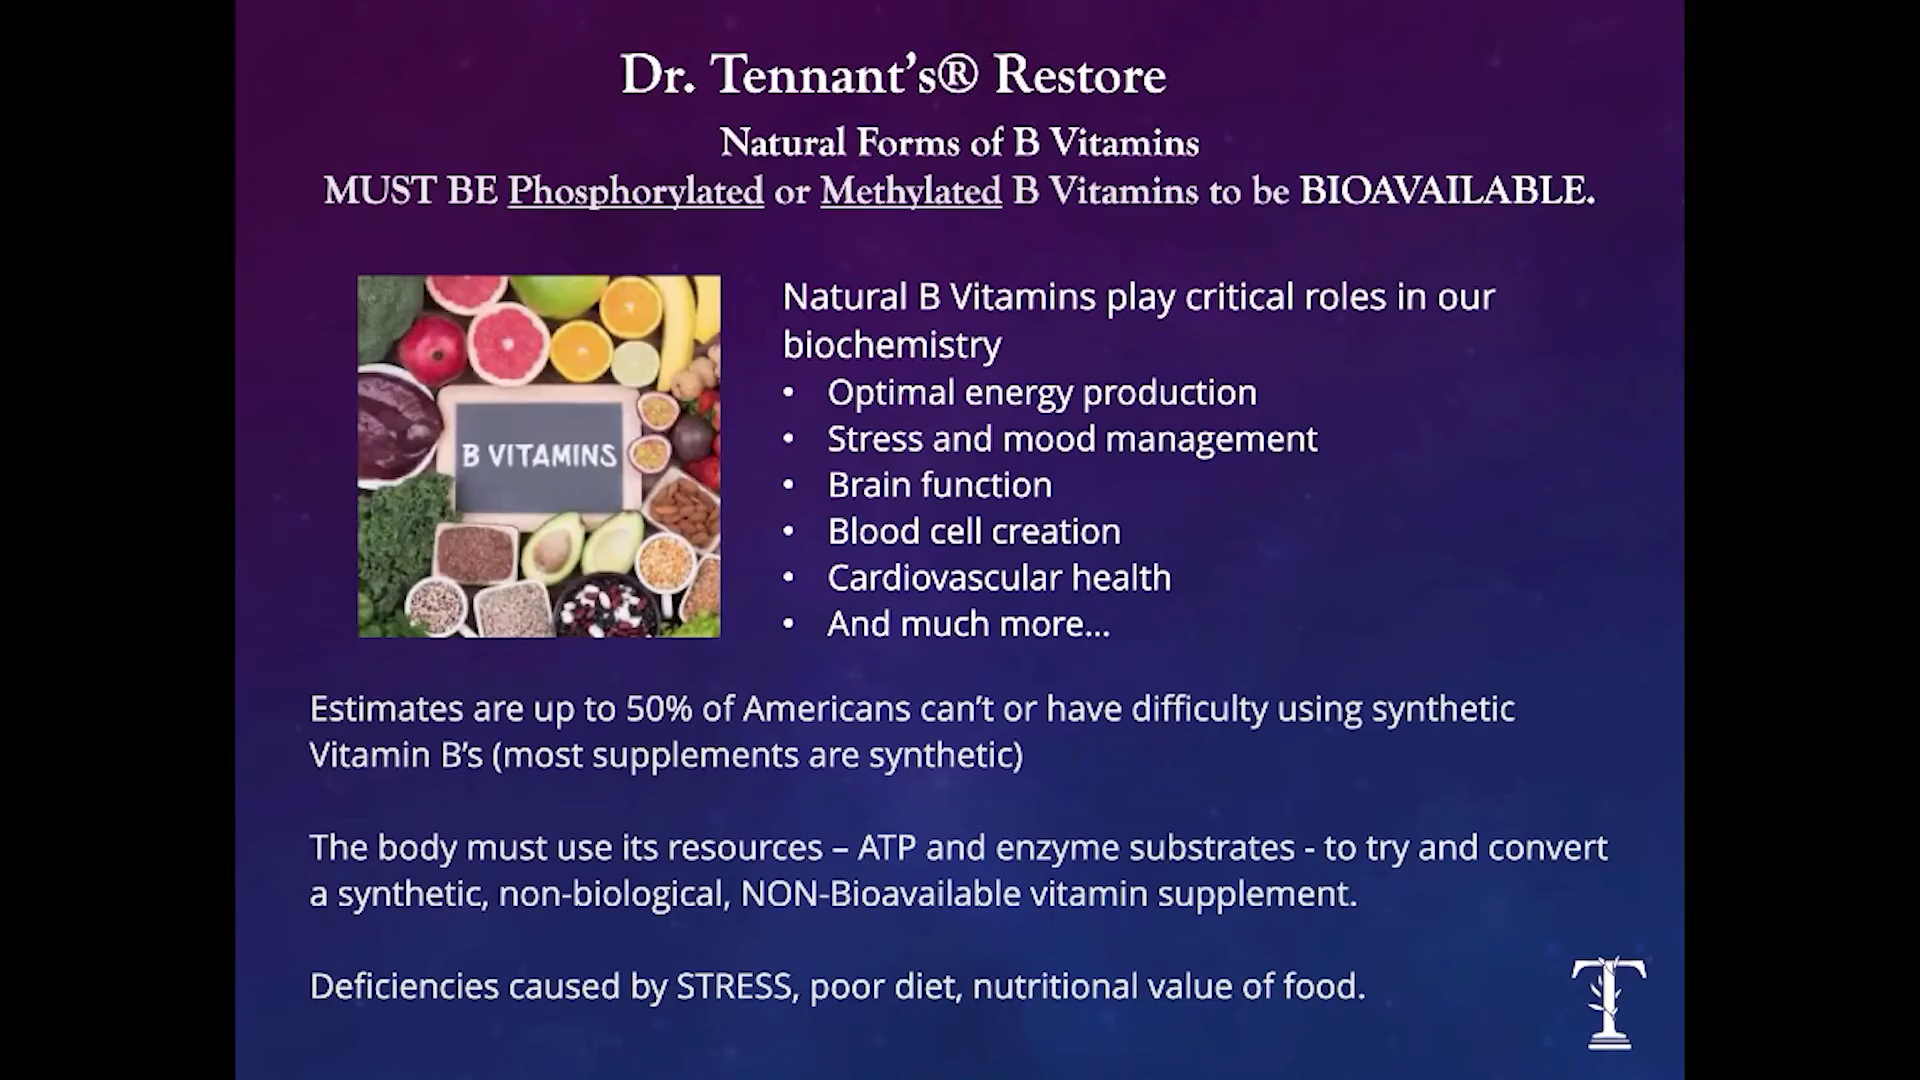 Dr. Tennant’s® Restore
Natural Forms of B Vitamins
MUST BE Phosphorylated or Methylated B Vitamins to be BIOAVAILABLE.
B VITAMINS
Natural B Vitamins play critical roles in our
biochemistry
• Optimal energy production
• Stress and mood management
• Brain function
• Blood cell creation
• Cardiovascular health
• And much more...
Estimates are up to 50% of Americans can’t or have difficulty using synthetic
Vitamin B’s (most supplements are synthetic)
The body must use its resources – ATP and enzyme substrates - to try and convert
a synthetic, non-biological, NON-Bioavailable vitamin supplement.
Deficiencies caused by STRESS, poor diet, nutritional value of food.
T